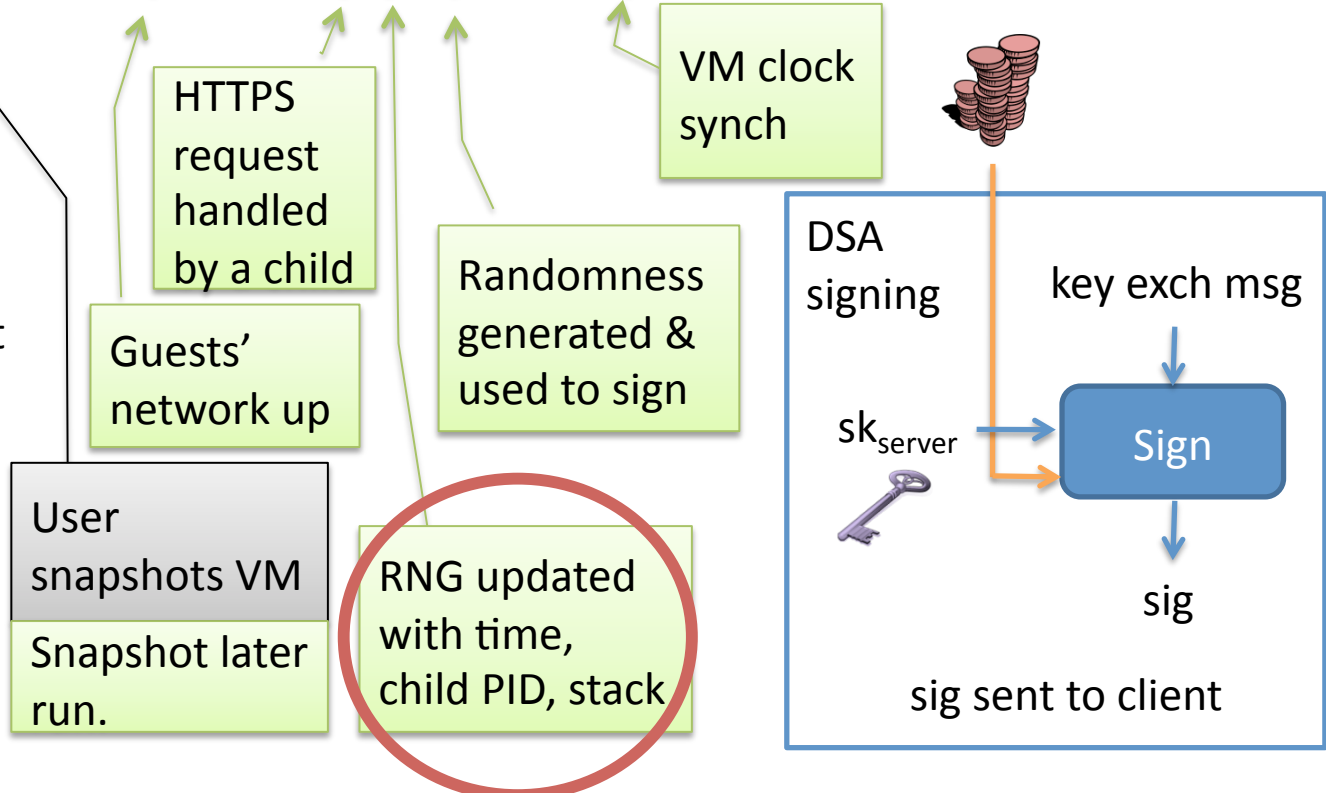 HTTPS
request
handled
by a child
VM clock
synch
Guests’
network up
Randomness
generated &
used to sign
User
snapshots VM
Snapshot later
run.
RNG updated
with time,
child PID, stack
DSA
signing
key exch msg
sk_server
Sign
sig
sig sent to client